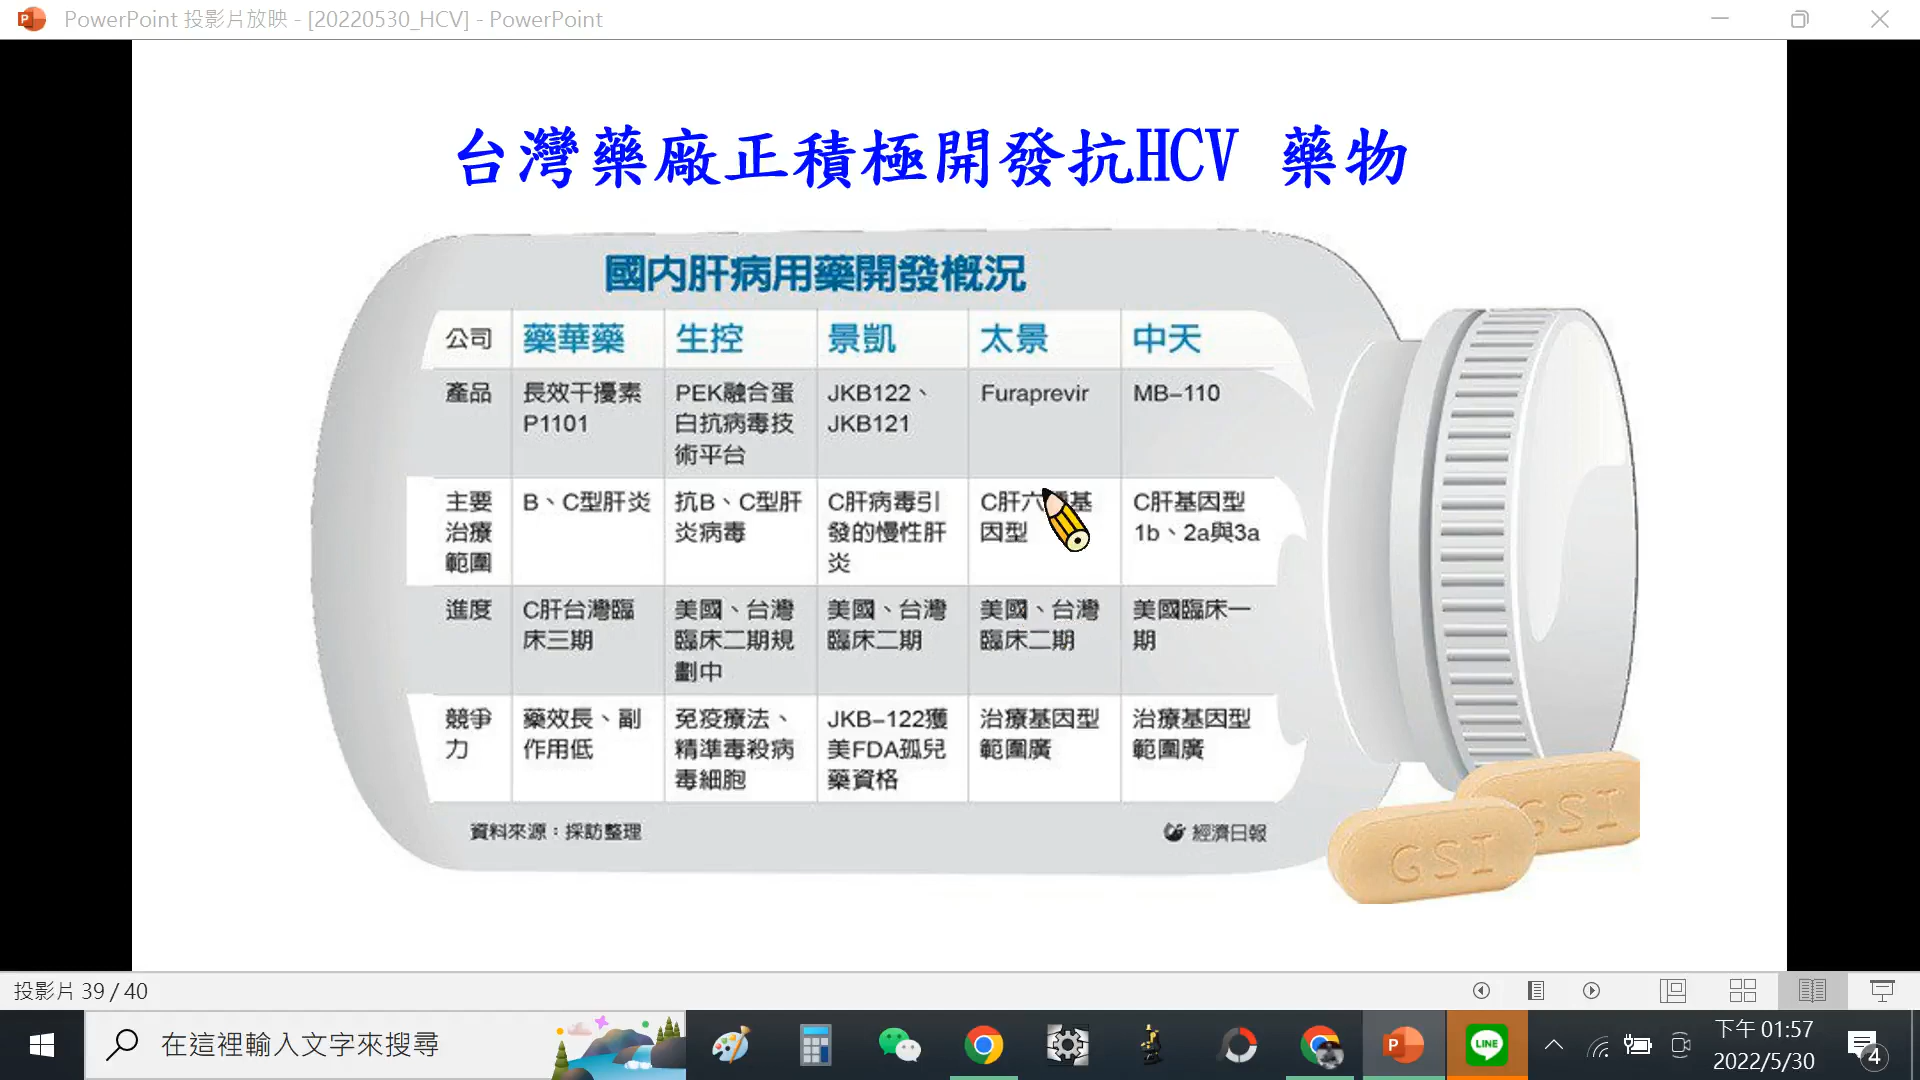 PowerPoint 投影片放映 - [20220530_HCV] - PowerPoint
台灣藥廠正積極開發抗HCV 藥物
國內肝病用藥開發概況
公司 藥華藥 生控 景凱 太景 中天
產品 長效干擾素 PEK融合蛋 JKB122、 Furaprevir MB-110
P1101 白抗病毒技 JKB121
術平台
主要 B、C型肝炎 抗B、C型肝 C肝病毒引 C肝六種基 C肝基因型
治療 炎病毒 發的慢性肝 因型 1b、2a與3a
範圍 炎
進度 C肝台灣臨 美國、台灣 美國、台灣 美國、台灣 美國臨床一
床三期 臨床二期規 臨床二期 臨床二期 期
劃中
競爭 藥效長、副 免疫療法、 JKB-122獲 治療基因型 治療基因型
力 作用低 精準毒殺病 美FDA孤兒 範圍廣 範圍廣
毒細胞 藥資格
資料來源：採訪整理 經濟日報
GSI
GSI
投影片 39 / 40
在這裡輸入文字來搜尋
LINE
下午 01:57
2022/5/30
4